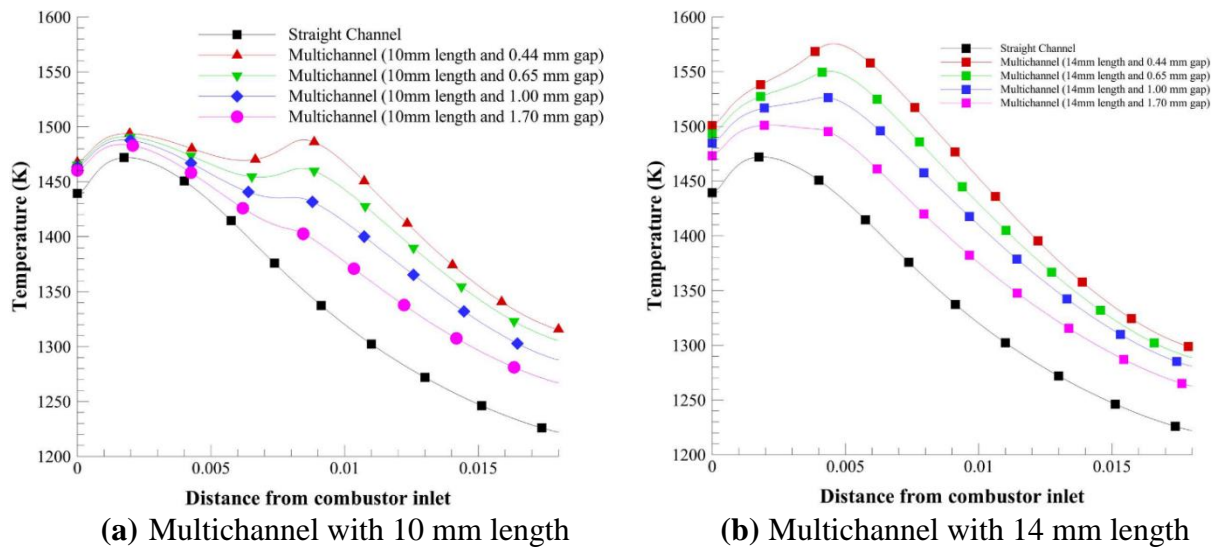 1600
1550
1500
1450
1400
1350
1300
1250
1200
Temperature (K)
Straight Channel
Multichannel (10mm length and 0.44 mm gap)
Multichannel (10mm length and 0.65 mm gap)
Multichannel (10mm length and 1.00 mm gap)
Multichannel (10mm length and 1.70 mm gap)
0
0.005
0.01
0.015
Distance from combustor inlet
(a) Multichannel with 10 mm length
1600
1550
1500
1450
1400
1350
1300
1250
1200
Temperature (K)
Straight Channel
Multichannel (14mm length and 0.44 mm gap)
Multichannel (14mm length and 0.65 mm gap)
Multichannel (14mm length and 1.00 mm gap)
Multichannel (14mm length and 1.70 mm gap)
0
0.005
0.01
0.015
Distance from combustor inlet
(b) Multichannel with 14 mm length